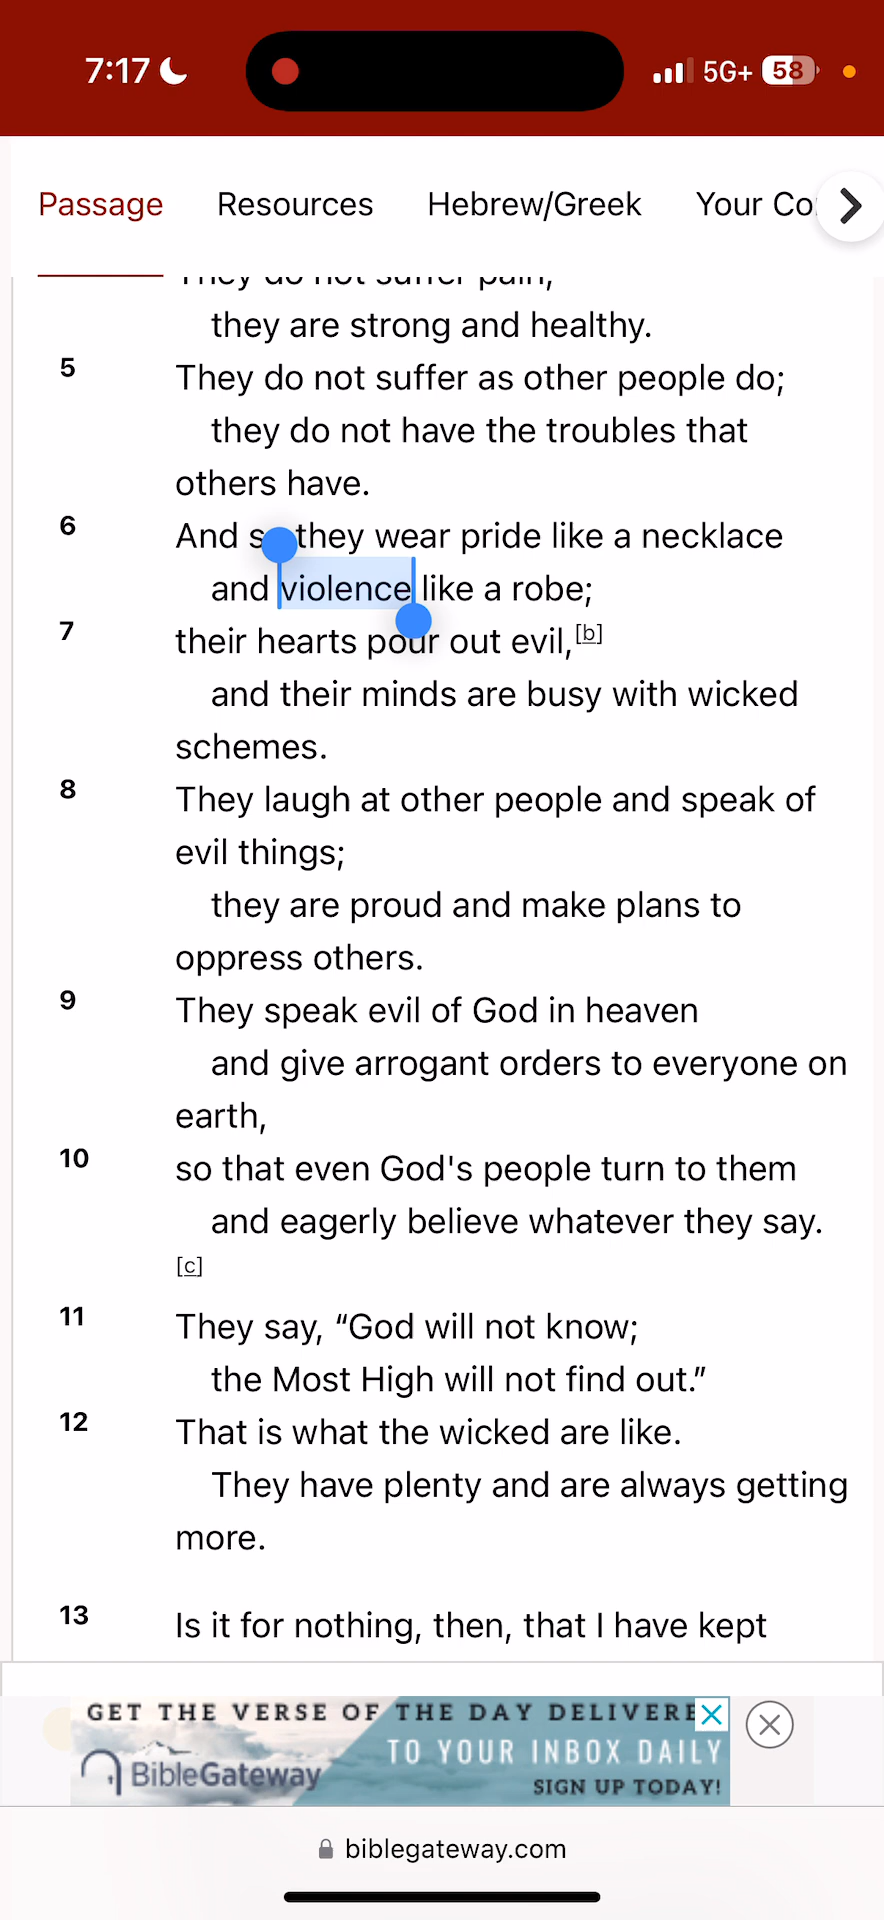 7:17
5G+
58
Passage
Resources
Hebrew/Greek
Your Co
They do not suffer pain,
they are strong and healthy.
5
They do not suffer as other people do;
they do not have the troubles that
others have.
6
And so they wear pride like a necklace
and violence like a robe;
7
their hearts pour out evil,[b]
and their minds are busy with wicked
schemes.
8
They laugh at other people and speak of
evil things;
they are proud and make plans to
oppress others.
9
They speak evil of God in heaven
and give arrogant orders to everyone on
earth,
10
so that even God's people turn to them
and eagerly believe whatever they say.
[c]
11
They say, “God will not know;
the Most High will not find out.”
12
That is what the wicked are like.
They have plenty and are always getting
more.
13
Is it for nothing, then, that I have kept
GET THE VERSE OF THE DAY DELIVERE
TO YOUR INBOX DAILY
BibleGateway
SIGN UP TODAY!
biblegateway.com